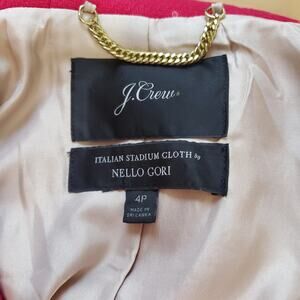 J.Crew.
ITALIAN STADIUM CLOTH by
NELLO GORI
4P
MADE IN
SRI LANKA